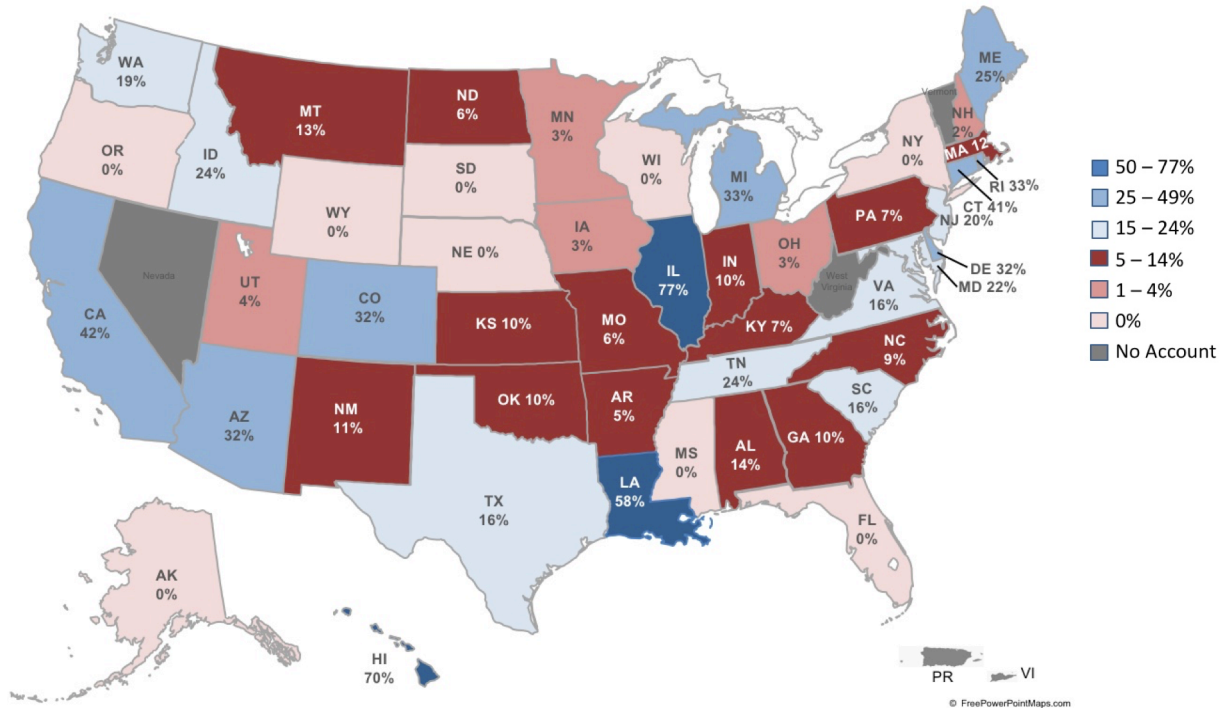 WA
19%
MT
13%
ND
6%
MN
3%
ME
25%
Vermont
NH
2%
OR
0%
ID
24%
SD
0%
WI
0%
MI
33%
NY
0%
MA 12
RI 33%
CT 41%
NJ 20%
WY
0%
NE 0%
IA
3%
PA 7%
Nevada
UT
4%
CO
32%
IL
77%
IN
10%
OH
3%
West
Virginia
DE 32%
MD 22%
VA
16%
CA
42%
KS 10%
MO
6%
KY 7%
NC
9%
TN
24%
SC
16%
AZ
32%
NM
11%
OK 10%
AR
5%
MS
0%
AL
14%
GA 10%
TX
16%
LA
58%
FL
0%
AK
0%
HI
70%
PR
VI
50 – 77%
25 – 49%
15 – 24%
5 – 14%
1 – 4%
0%
No Account
© FreePowerPointMaps.com